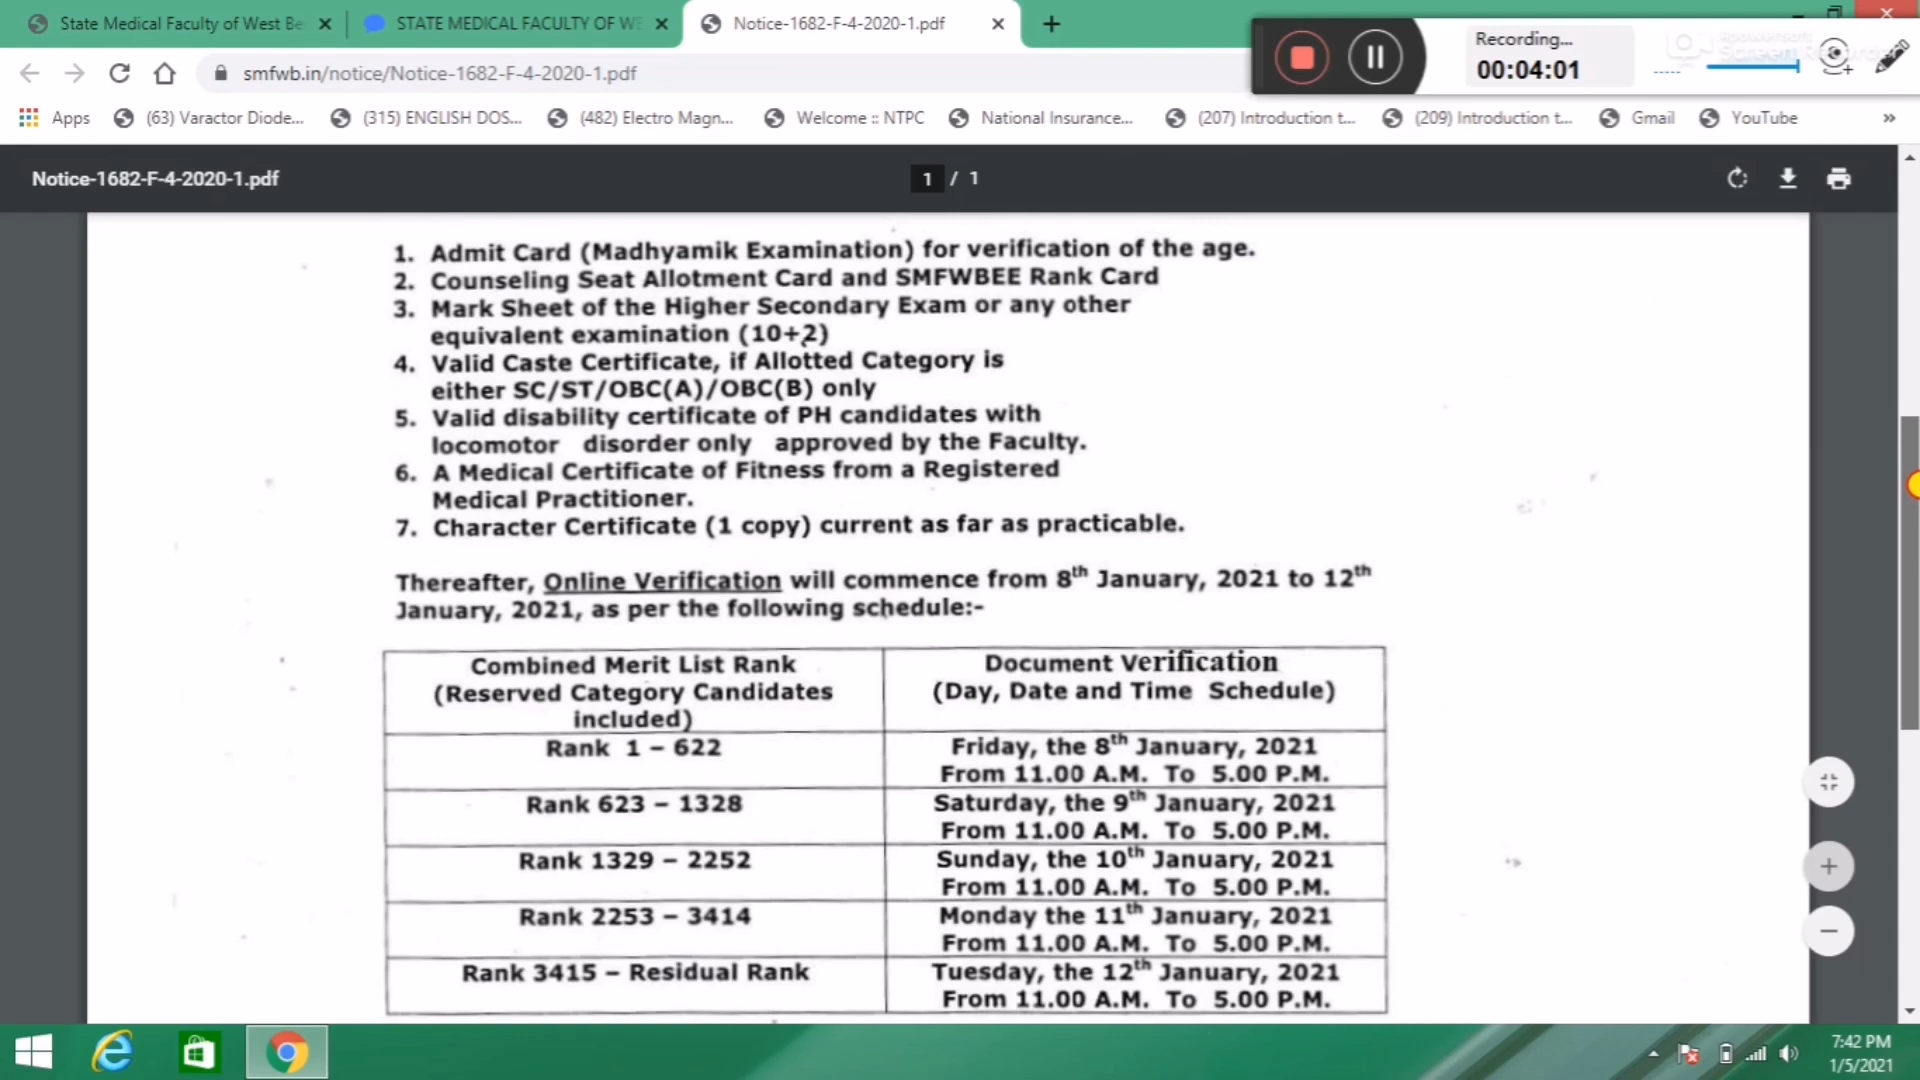 State Medical Faculty of West Be
STATE MEDICAL FACULTY OF WE
Notice-1682-F-4-2020-1.pdf
Recording...
00:04:01
Apowersoft
Screen Recorder
smfwb.in/notice/Notice-1682-F-4-2020-1.pdf
Apps
(63) Varactor Diode...
(315) ENGLISH DOS...
(482) Electro Magn...
Welcome :: NTPC
National Insurance...
(207) Introduction t...
(209) Introduction t...
Gmail
YouTube
»
Notice-1682-F-4-2020-1.pdf
1 / 1
1. Admit Card (Madhyamik Examination) for verification of the age.
2. Counseling Seat Allotment Card and SMFWBEE Rank Card
3. Mark Sheet of the Higher Secondary Exam or any other
equivalent examination (10+2)
4. Valid Caste Certificate, if Allotted Category is
either SC/ST/OBC(A)/OBC(B) only
5. Valid disability certificate of PH candidates with
locomotor disorder only approved by the Faculty.
6. A Medical Certificate of Fitness from a Registered
Medical Practitioner.
7. Character Certificate (1 copy) current as far as practicable.
Thereafter, Online Verification will commence from 8th January, 2021 to 12th
January, 2021, as per the following schedule:-
Combined Merit List Rank
(Reserved Category Candidates
included)
Document Verification
(Day, Date and Time Schedule)
Rank 1 – 622
Friday, the 8th January, 2021
From 11.00 A.M. To 5.00 P.M.
Rank 623 – 1328
Saturday, the 9th January, 2021
From 11.00 A.M. To 5.00 P.M.
Rank 1329 – 2252
Sunday, the 10th January, 2021
From 11.00 A.M. To 5.00 P.M.
Rank 2253 – 3414
Monday the 11th January, 2021
From 11.00 A.M. To 5.00 P.M.
Rank 3415 – Residual Rank
Tuesday, the 12th January, 2021
From 11.00 A.M. To 5.00 P.M.
7:42 PM
1/5/2021